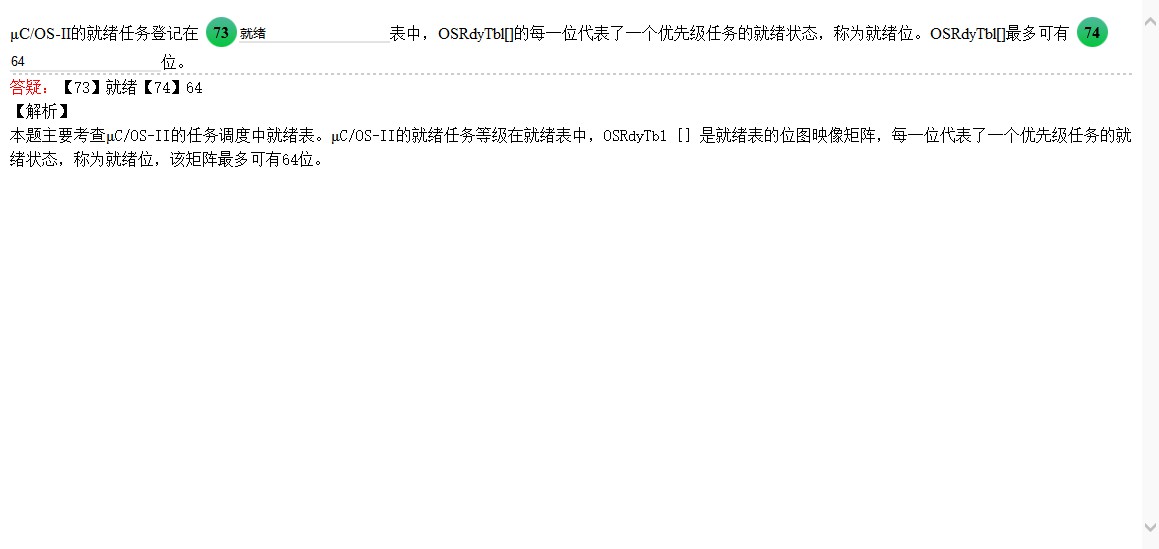 μC/OS-II的就绪任务登记在 73 就绪 表中，OSRdyTbl[]的每一位代表了一个优先级任务的就绪状态，称为就绪位。OSRdyTbl[]最多可有 74
64 位。
答疑：【73】就绪【74】64
【解析】
本题主要考查μC/OS-II的任务调度中就绪表。μC/OS-II的就绪任务等级在就绪表中，OSRdyTbl [] 是就绪表的位图映像矩阵，每一位代表了一个优先级任务的就
绪状态，称为就绪位，该矩阵最多可有64位。